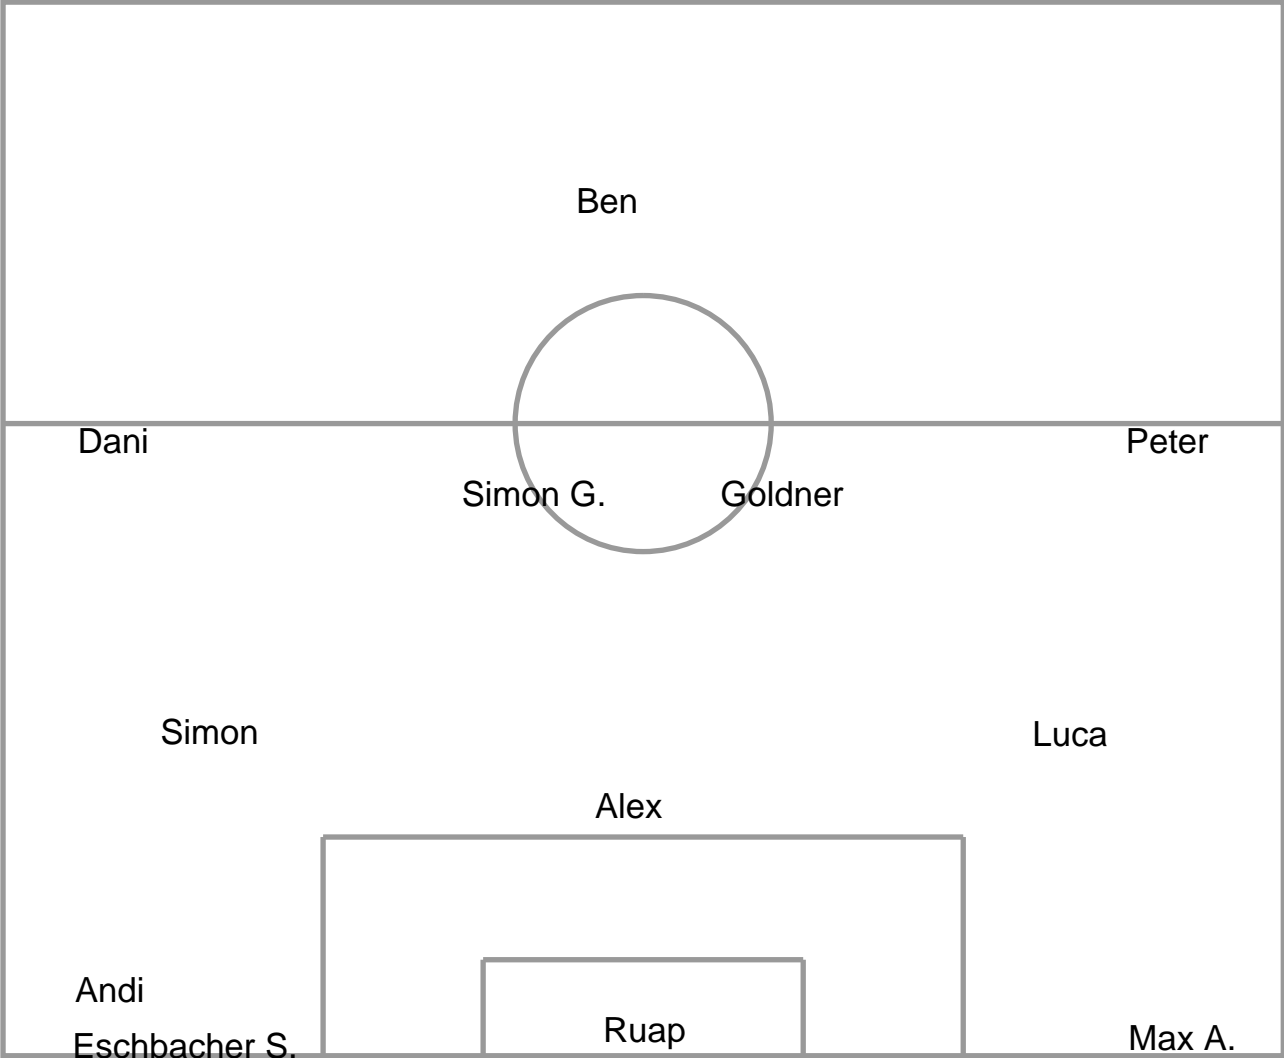 Ben
Dani
Peter
Simon G.
Goldner
Simon
Luca
Alex
Andi
Ruap
Eschbacher S.
Max A.